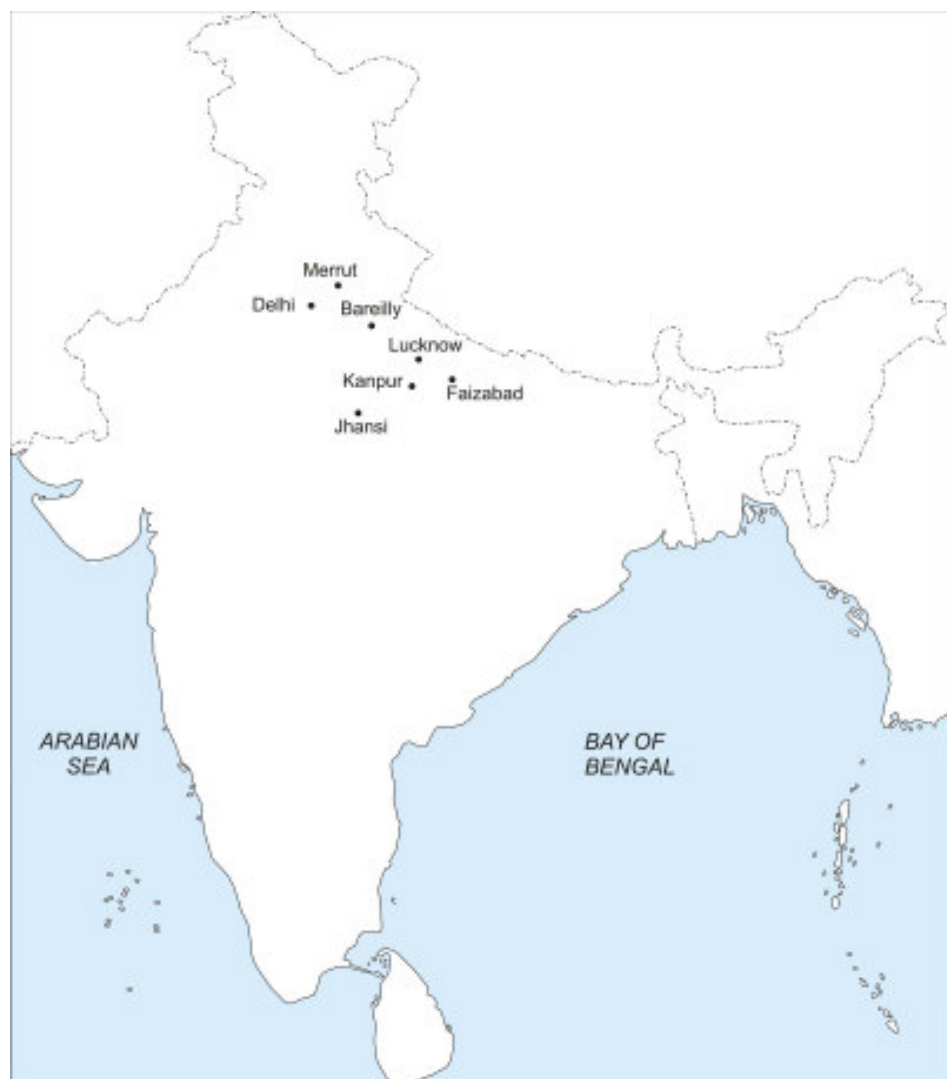 Merrut
Delhi
Bareilly
Lucknow
Kanpur
Faizabad
Jhansi
ARABIAN
SEA
BAY OF
BENGAL